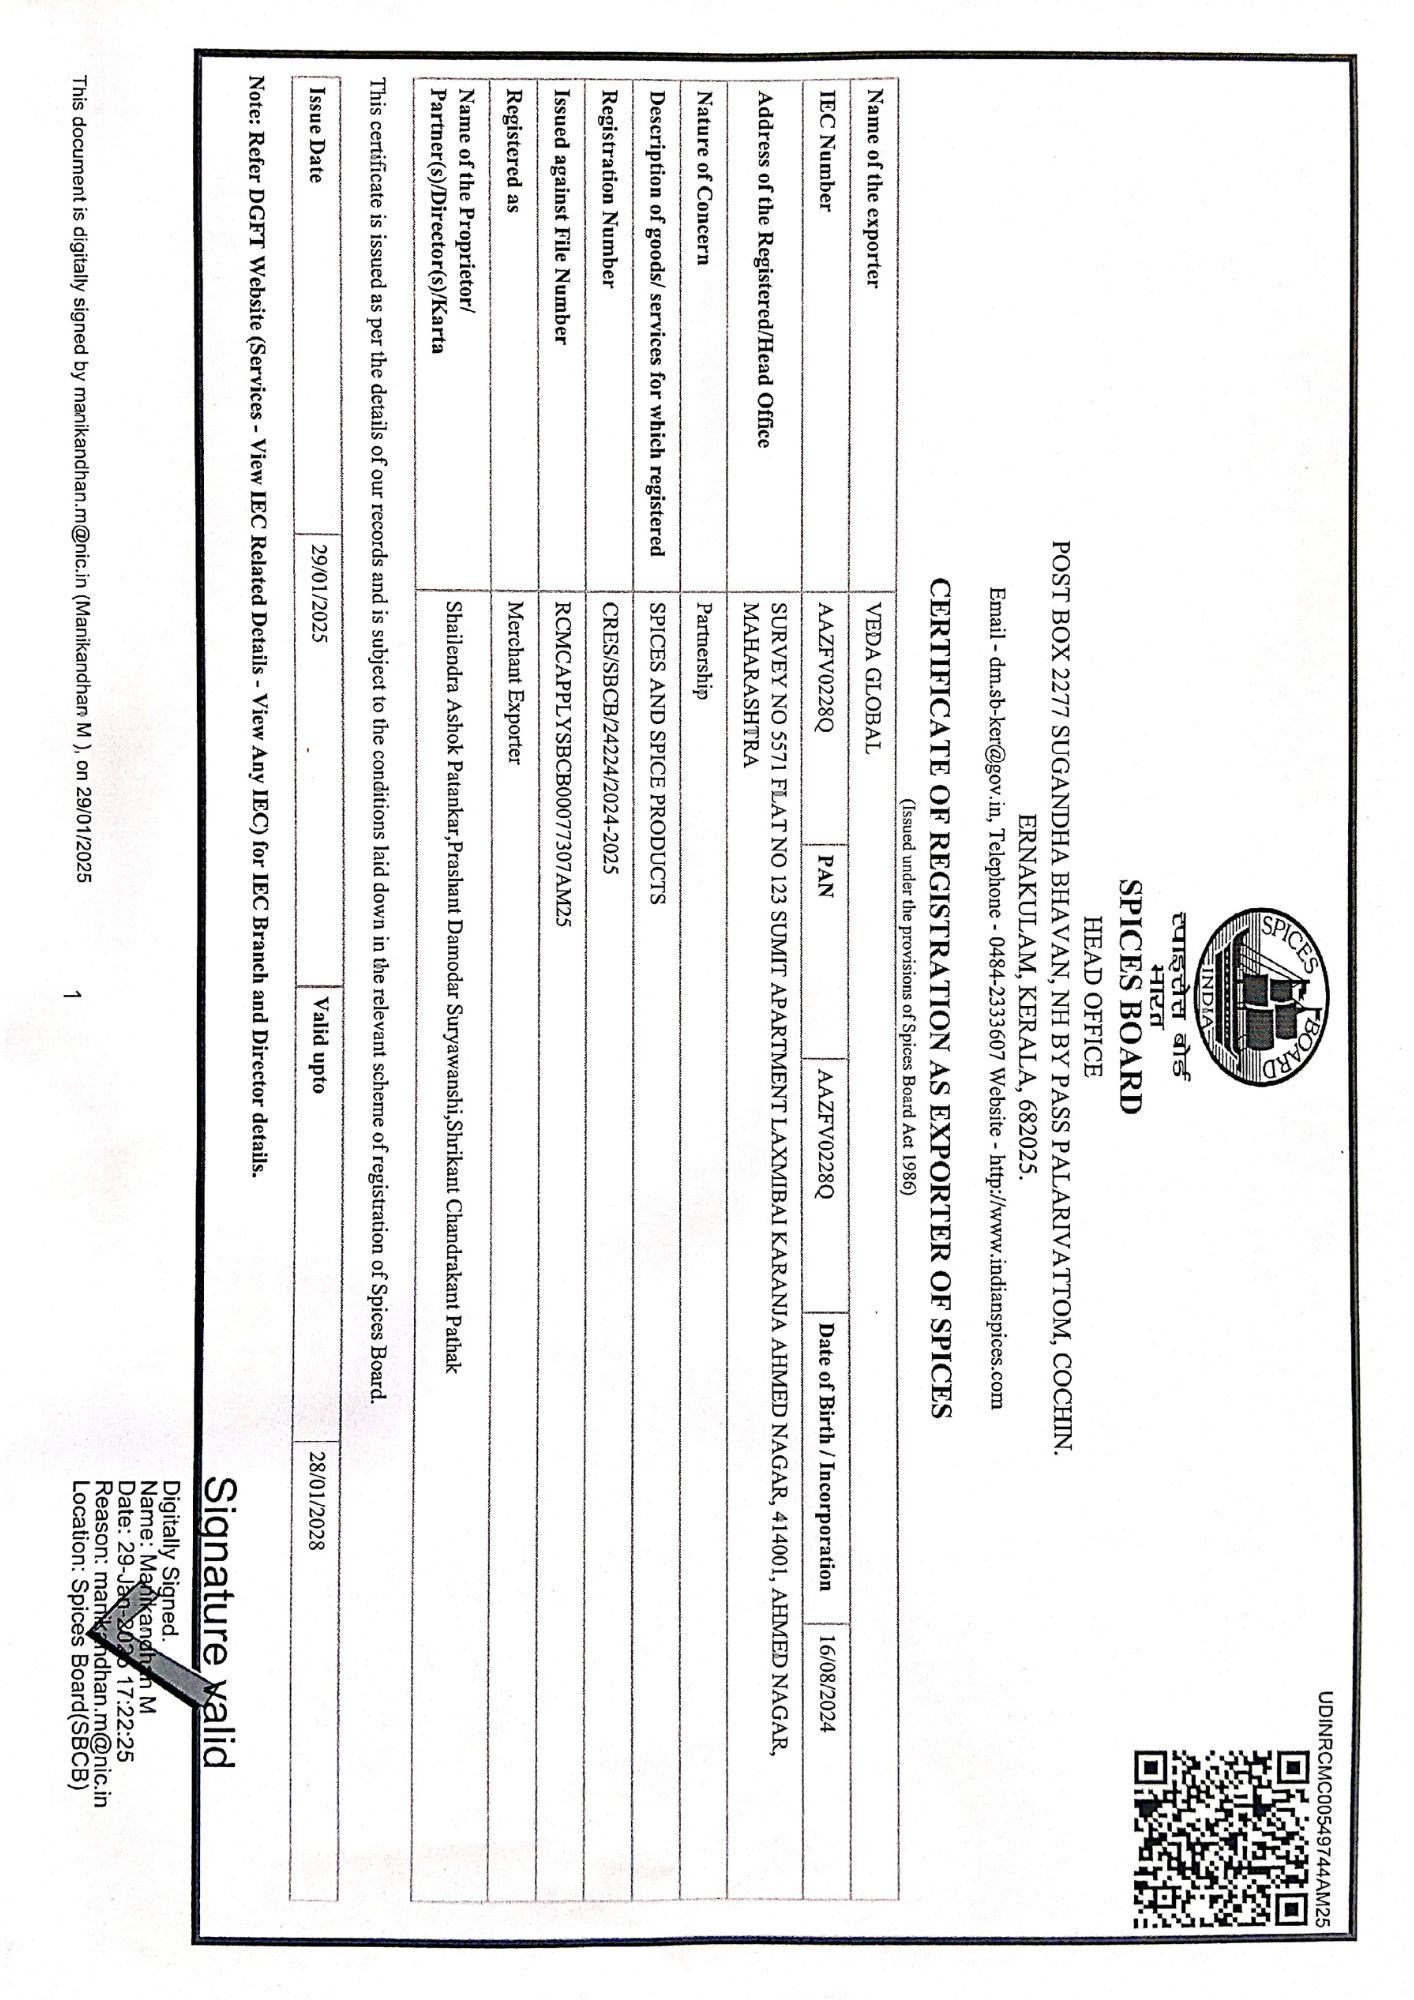 UDINRCMC00549744AM25
SPICES BOARD
INDIA
स्पाइसेस बोर्ड
भारत
SPICES BOARD
HEAD OFFICE
POST BOX 2277 SUGANDHA BHAVAN, NH BY PASS PALARIVATTOM, COCHIN.
ERNAKULAM, KERALA, 682025.
Email - dm.sb-ker@gov.in, Telephone - 0484-2333607 Website - http://www.indianspices.com
CERTIFICATE OF REGISTRATION AS EXPORTER OF SPICES
(Issued under the provisions of Spices Board Act 1986)
Name of the exporter VEDA GLOBAL
IEC Number AAZFV0228Q PAN AAZFV0228Q Date of Birth / Incorporation 16/08/2024
Address of the Registered/Head Office SURVEY NO 5571 FLAT NO 123 SUMIT APARTMENT LAXMIBAI KARANJA AHMED NAGAR, 414001, AHMED NAGAR,
MAHARASHTRA
Nature of Concern Partnership
Description of goods/ services for which registered SPICES AND SPICE PRODUCTS
Registration Number CRES/SBCB/24224/2024-2025
Issued against File Number RCMCAPPLYSBCB00077307AM25
Registered as Merchant Exporter
Name of the Proprietor/
Partner(s)/Director(s)/Karta Shailendra Ashok Patankar,Prashant Damodar Suryawanshi,Shrikant Chandrakant Pathak
This certificate is issued as per the details of our records and is subject to the conditions laid down in the relevant scheme of registration of Spices Board.
Issue Date 29/01/2025 Valid upto 28/01/2028
Note: Refer DGFT Website (Services - View IEC Related Details - View Any IEC) for IEC Branch and Director details.
Signature valid
Digitally Signed.
Name: Manikandhan M
Date: 29-Jan-2025 17:22:25
Reason: manikandhan.m@nic.in
Location: Spices Board(SBCB)
This document is digitally signed by manikandhan.m@nic.in (Manikandhan M ), on 29/01/2025
1